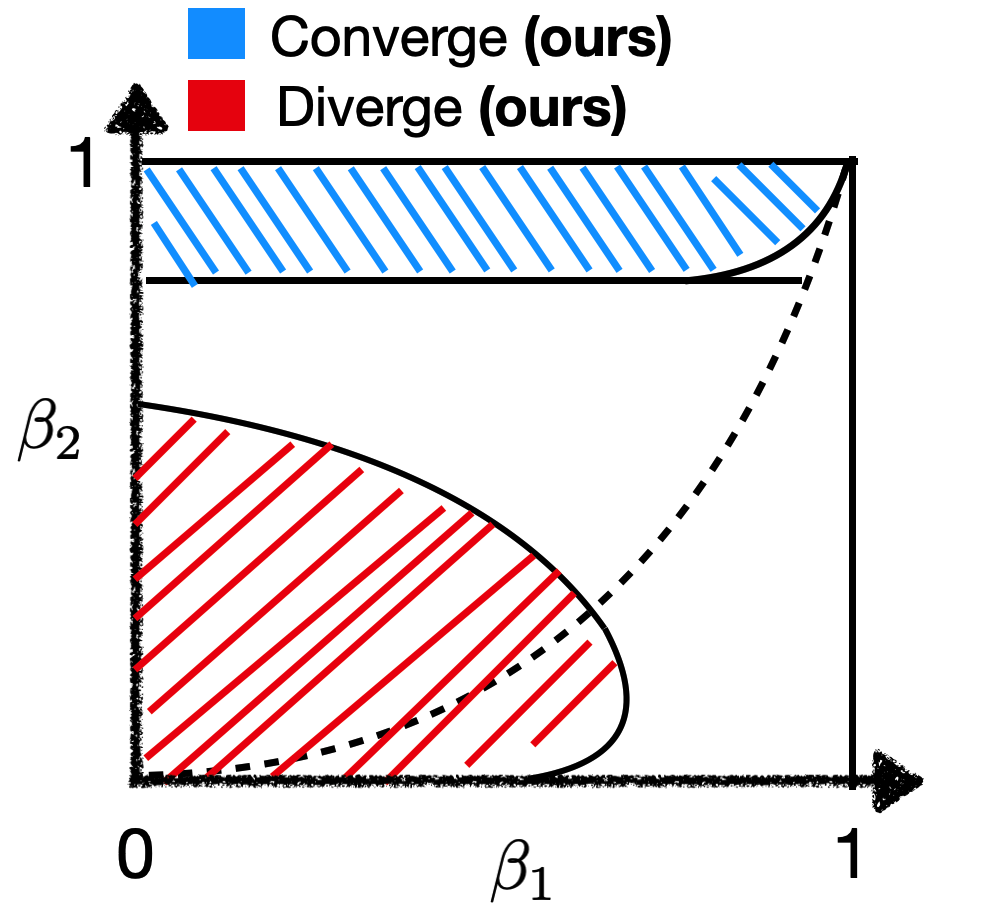 Converge (ours)
Diverge (ours)
1
β₂
0
β₁
1